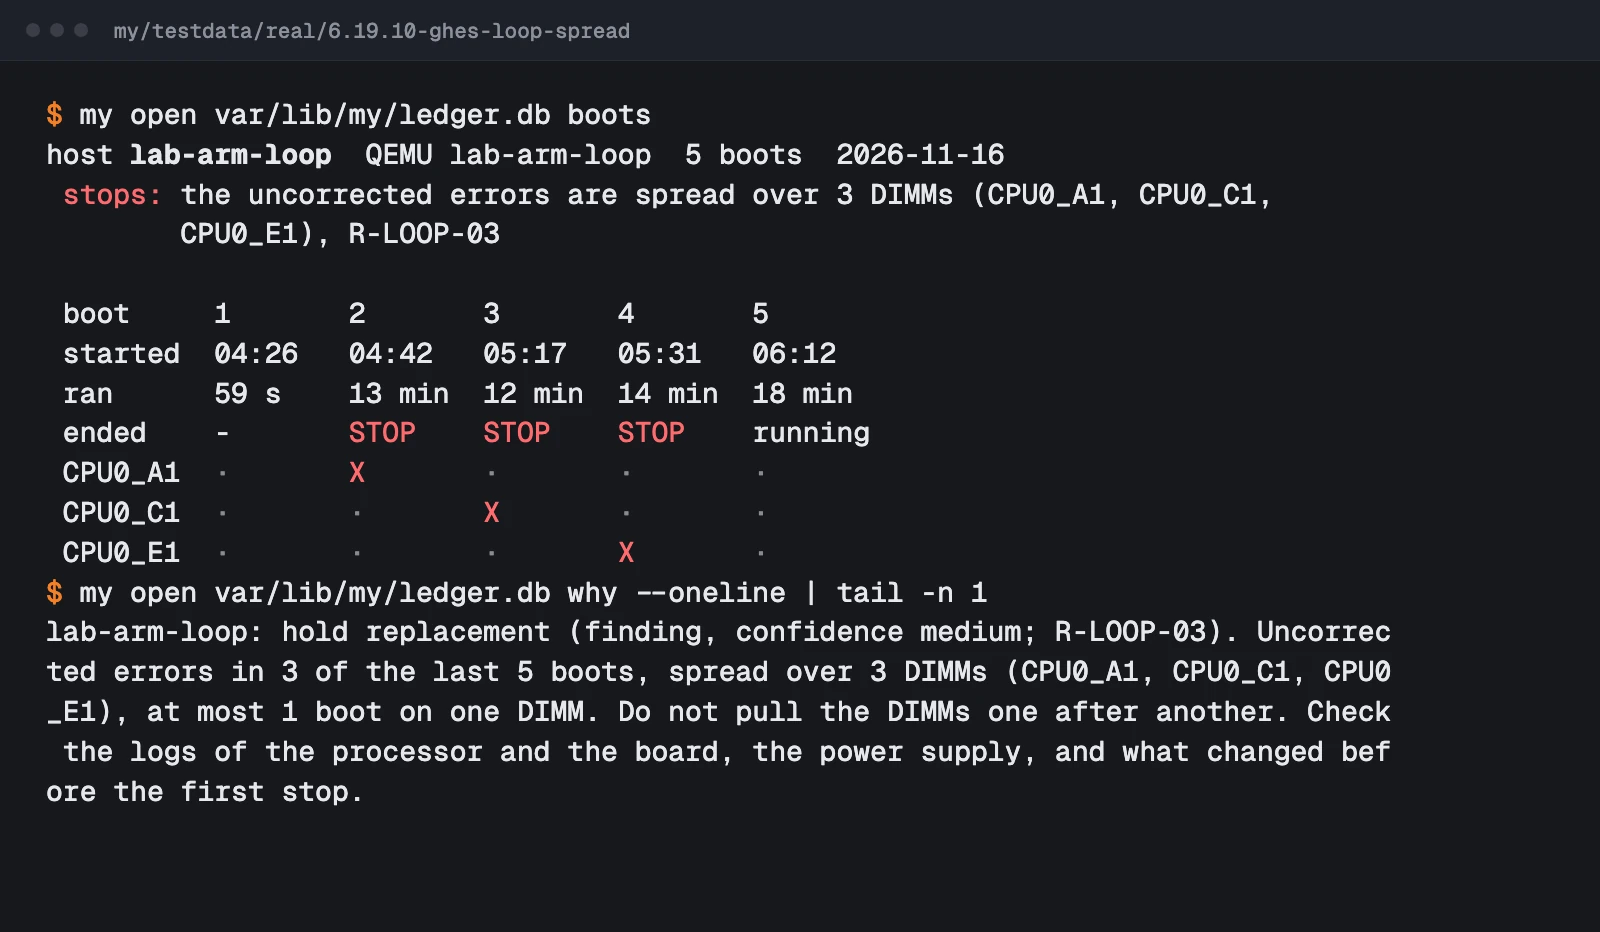 my/testdata/real/6.19.10-ghes-loop-spread
$ my open var/lib/my/ledger.db boots
host lab-arm-loop  QEMU lab-arm-loop  5 boots  2026-11-16
 stops: the uncorrected errors are spread over 3 DIMMs (CPU0_A1, CPU0_C1,
        CPU0_E1), R-LOOP-03

 boot     1       2       3       4       5
 started  04:26   04:42   05:17   05:31   06:12
 ran      59 s    13 min  12 min  14 min  18 min
 ended    -       STOP    STOP    STOP    running
 CPU0_A1  ·       X       ·       ·       ·
 CPU0_C1  ·       ·       X       ·       ·
 CPU0_E1  ·       ·       ·       X       ·
$ my open var/lib/my/ledger.db why --oneline | tail -n 1
lab-arm-loop: hold replacement (finding, confidence medium; R-LOOP-03). Uncorrec
ted errors in 3 of the last 5 boots, spread over 3 DIMMs (CPU0_A1, CPU0_C1, CPU0
_E1), at most 1 boot on one DIMM. Do not pull the DIMMs one after another. Check
 the logs of the processor and the board, the power supply, and what changed bef
ore the first stop.